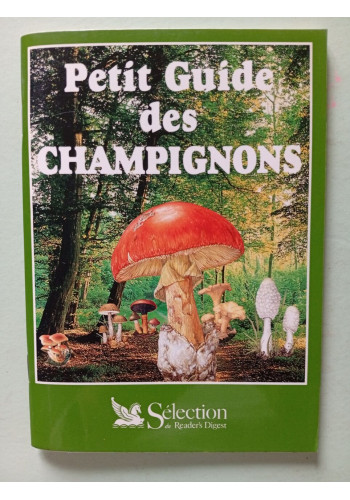 Petit Guide
des
CHAMPIGNONS
Sélection
du Reader's Digest